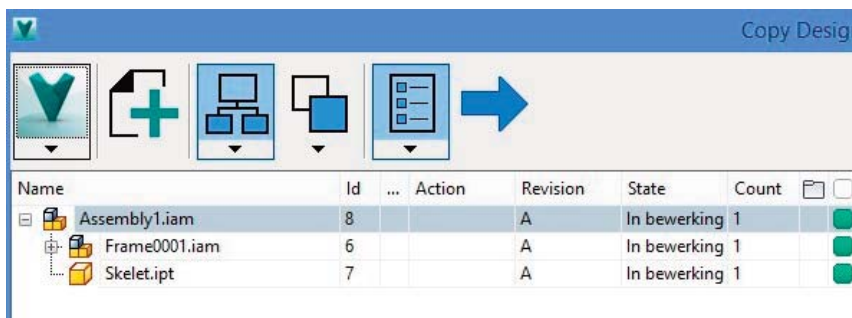 Copy Desig
Name Id ... Action Revision State Count
Assembly1.iam 8 A In bewerking 1
Frame0001.iam 6 A In bewerking 1
Skelet.ipt 7 A In bewerking 1